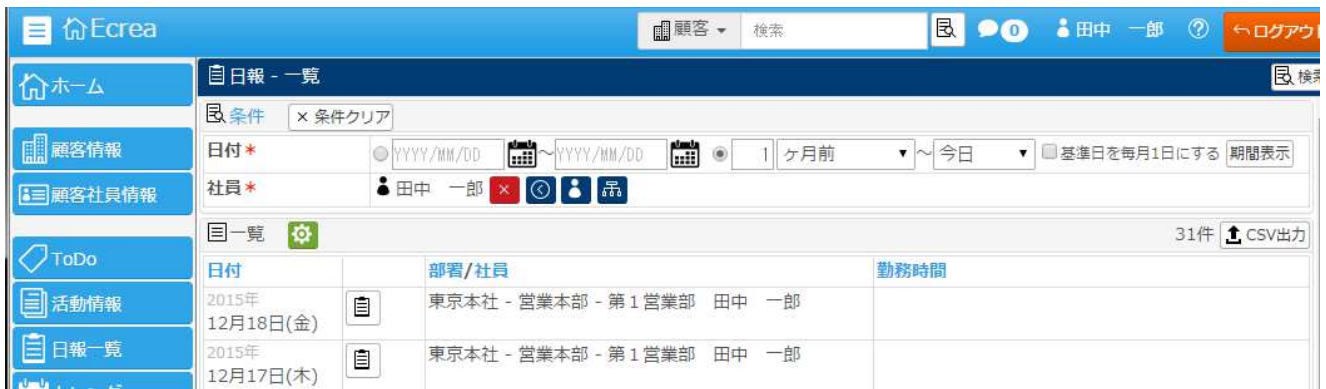 Ecrea 顧客 検索 0 田中 一郎 ログアウト
ホーム
日報 - 一覧 検索
条件 × 条件クリア
顧客情報
日付* YYYY/MM/DD ～ YYYY/MM/DD 1 ヶ月前 ～ 今日 基準日を毎月1日にする 期間表示
顧客社員情報
社員* 田中 一郎
一覧 31件 CSV出力
ToDo
日付 部署/社員 勤務時間
活動情報
2015年
12月18日(金) 東京本社 - 営業本部 - 第１営業部 田中 一郎
日報一覧
2015年
12月17日(木) 東京本社 - 営業本部 - 第１営業部 田中 一郎